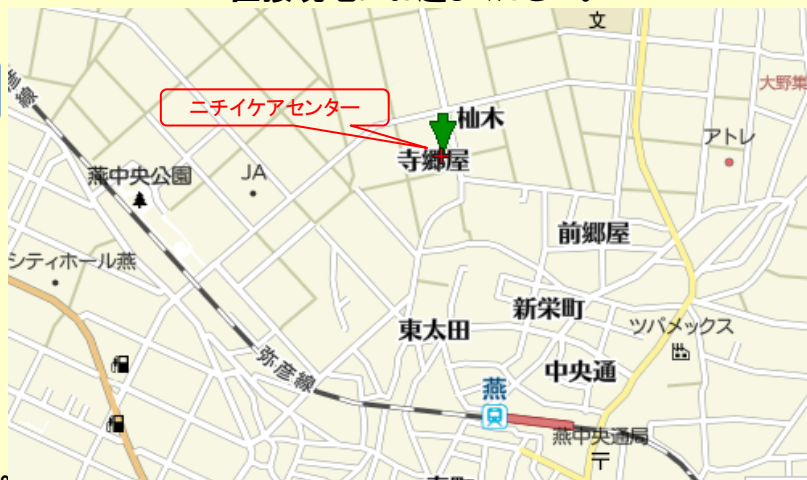 文
大野集
杣木
ニチイケアセンター
アトレ
寺郷屋
燕中央公園
JA
前郷屋
シティホール燕
新栄町
ツバメックス
東太田
弥彦線
中央通
燕
燕中央通局